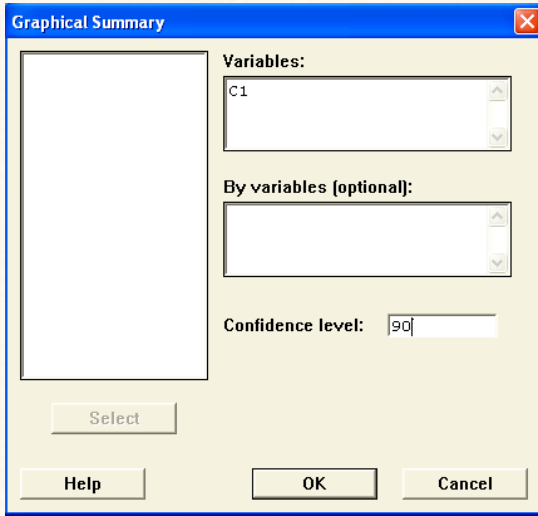 Graphical Summary
Variables:
C1
By variables (optional):
Confidence level: 90
Select
Help OK Cancel